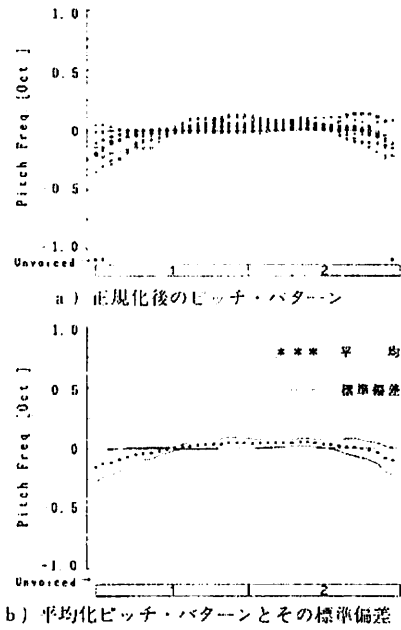 1.0
0.5
0
0 5
-1.0
Pitch Freq [Oct]
Unvoiced →
1
2
a) 正規化後のピッチ・パターン
1.0
0 5
0
0.5
-1.0
Pitch Freq [Oct]
*** 平 均
標準偏差
Unvoiced →
1
2
b) 平均化ピッチ・パターンとその標準偏差